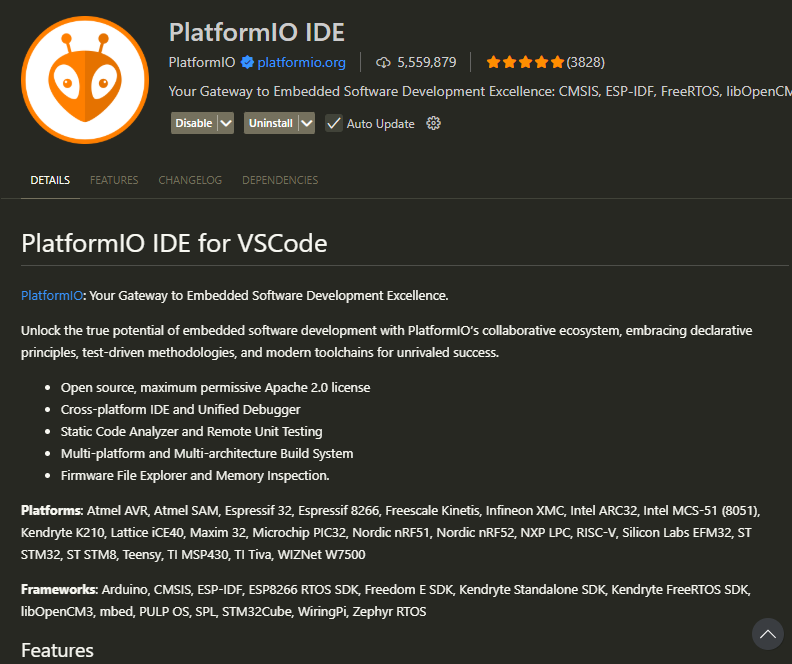 PlatformIO IDE
PlatformIO platformio.org 5,559,879 (3828)
Your Gateway to Embedded Software Development Excellence: CMSIS, ESP-IDF, FreeRTOS, libOpenCM
Disable Uninstall Auto Update
DETAILS FEATURES CHANGELOG DEPENDENCIES
PlatformIO IDE for VSCode
PlatformIO: Your Gateway to Embedded Software Development Excellence.
Unlock the true potential of embedded software development with PlatformIO's collaborative ecosystem, embracing declarative
principles, test-driven methodologies, and modern toolchains for unrivaled success.
• Open source, maximum permissive Apache 2.0 license
• Cross-platform IDE and Unified Debugger
• Static Code Analyzer and Remote Unit Testing
• Multi-platform and Multi-architecture Build System
• Firmware File Explorer and Memory Inspection.
Platforms: Atmel AVR, Atmel SAM, Espressif 32, Espressif 8266, Freescale Kinetis, Infineon XMC, Intel ARC32, Intel MCS-51 (8051),
Kendryte K210, Lattice iCE40, Maxim 32, Microchip PIC32, Nordic nRF51, Nordic nRF52, NXP LPC, RISC-V, Silicon Labs EFM32, ST
STM32, ST STM8, Teensy, TI MSP430, TI Tiva, WIZNet W7500
Frameworks: Arduino, CMSIS, ESP-IDF, ESP8266 RTOS SDK, Freedom E SDK, Kendryte Standalone SDK, Kendryte FreeRTOS SDK,
libOpenCM3, mbed, PULP OS, SPL, STM32Cube, WiringPi, Zephyr RTOS
Features